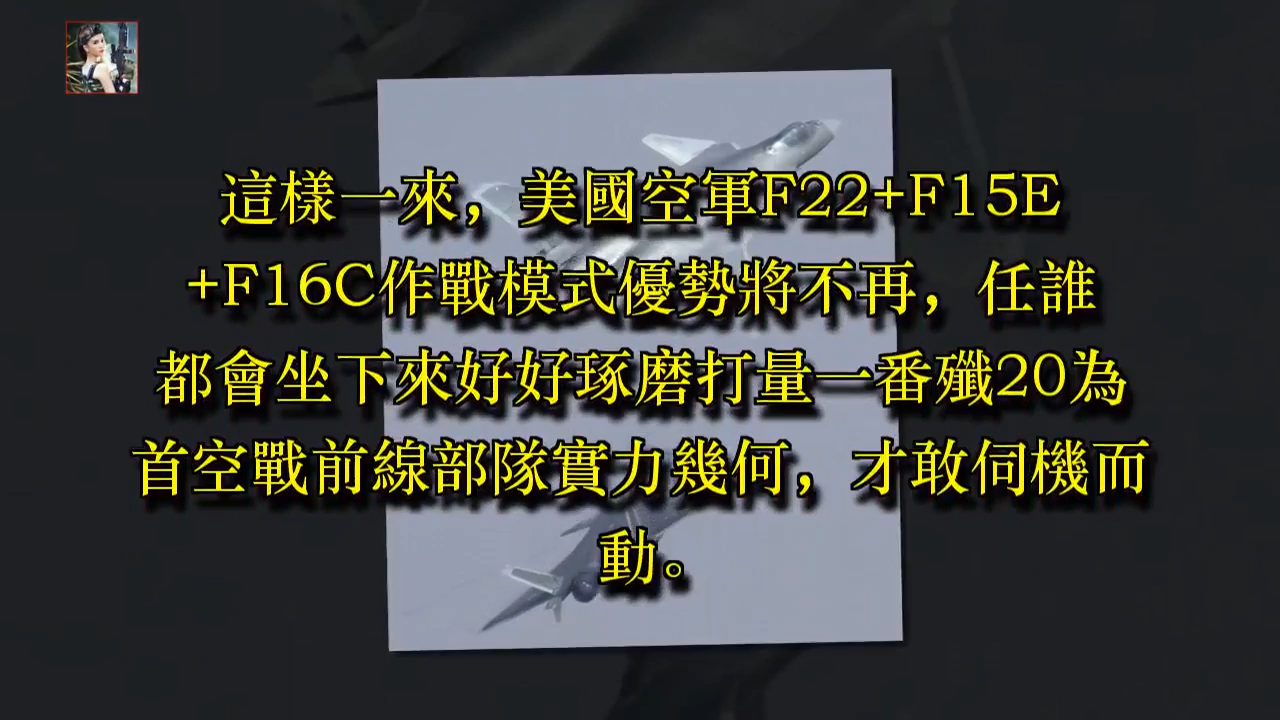 這樣一來，美國空軍F22+F15E
+F16C作戰模式優勢將不再，任誰
都會坐下來好好琢磨打量一番殲20為
首空戰前線部隊實力幾何，才敢伺機而
動。